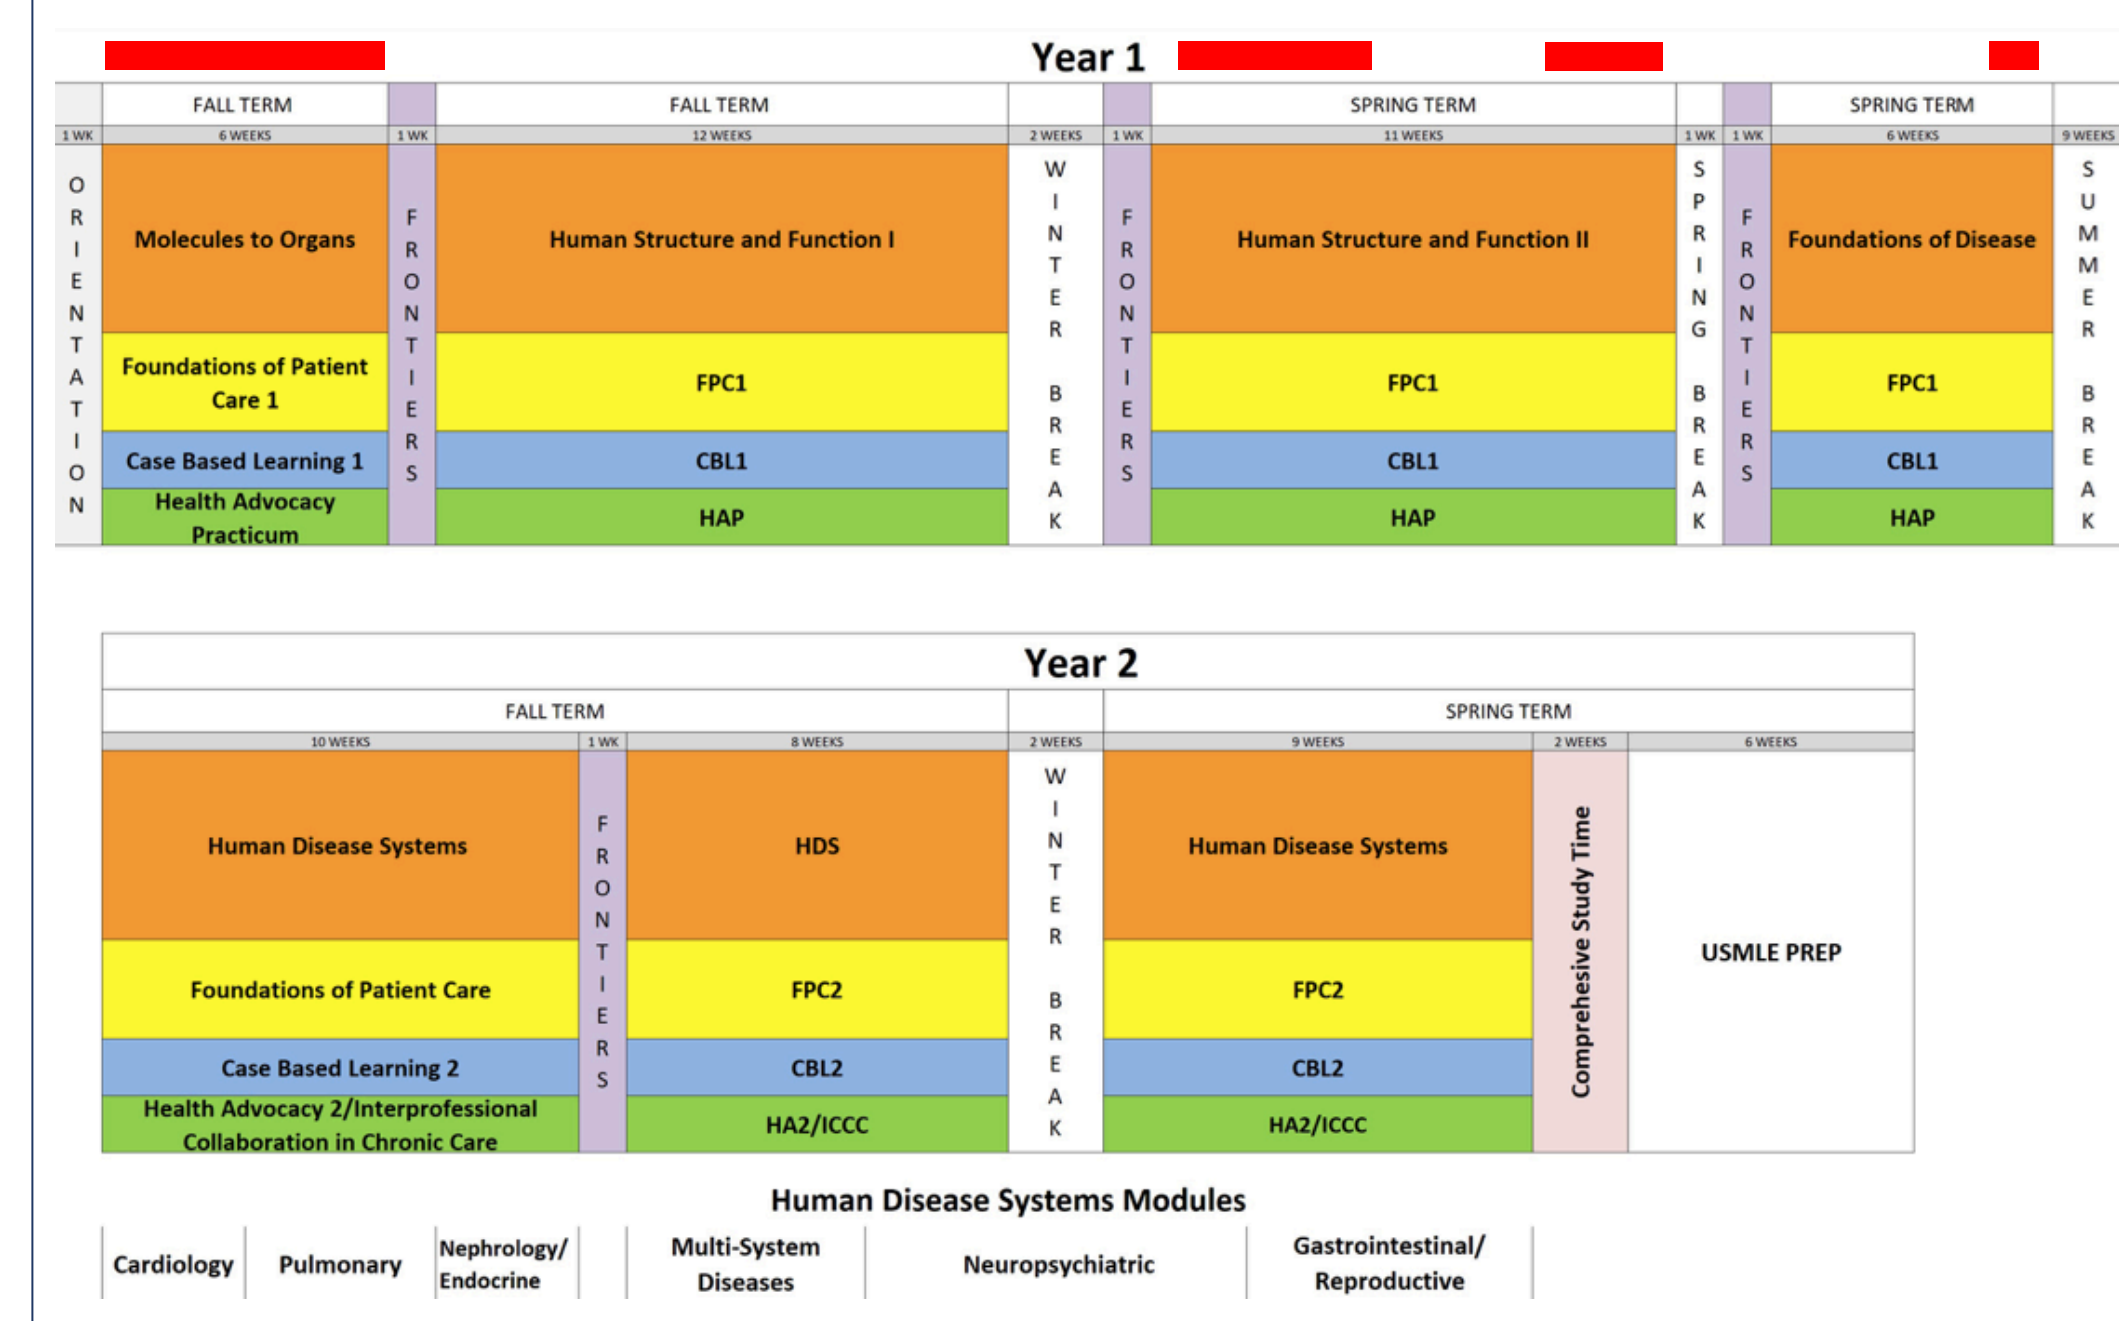 Year 1
FALL TERM FALL TERM SPRING TERM SPRING TERM
1 WK 6 WEEKS 1 WK 12 WEEKS 2 WEEKS 1 WK 11 WEEKS 1 WK 1 WK 6 WEEKS 9 WEEKS
ORIENTATION
Molecules to Organs
Foundations of Patient
Care 1
Case Based Learning 1
Health Advocacy
Practicum
FRONTIERS
Human Structure and Function I
FPC1
CBL1
HAP
WINTER BREAK
FRONTIERS
Human Structure and Function II
FPC1
CBL1
HAP
SPRING BREAK
FRONTIERS
Foundations of Disease
FPC1
CBL1
HAP
SUMMER BREAK
Year 2
FALL TERM SPRING TERM
10 WEEKS 1 WK 8 WEEKS 2 WEEKS 9 WEEKS 2 WEEKS 6 WEEKS
Human Disease Systems
Foundations of Patient Care
Case Based Learning 2
Health Advocacy 2/Interprofessional
Collaboration in Chronic Care
FRONTIERS
HDS
FPC2
CBL2
HA2/ICCC
WINTER BREAK
Human Disease Systems
FPC2
CBL2
HA2/ICCC
Comprehesive Study Time
USMLE PREP
Human Disease Systems Modules
Cardiology
Pulmonary
Nephrology/
Endocrine
Multi-System
Diseases
Neuropsychiatric
Gastrointestinal/
Reproductive